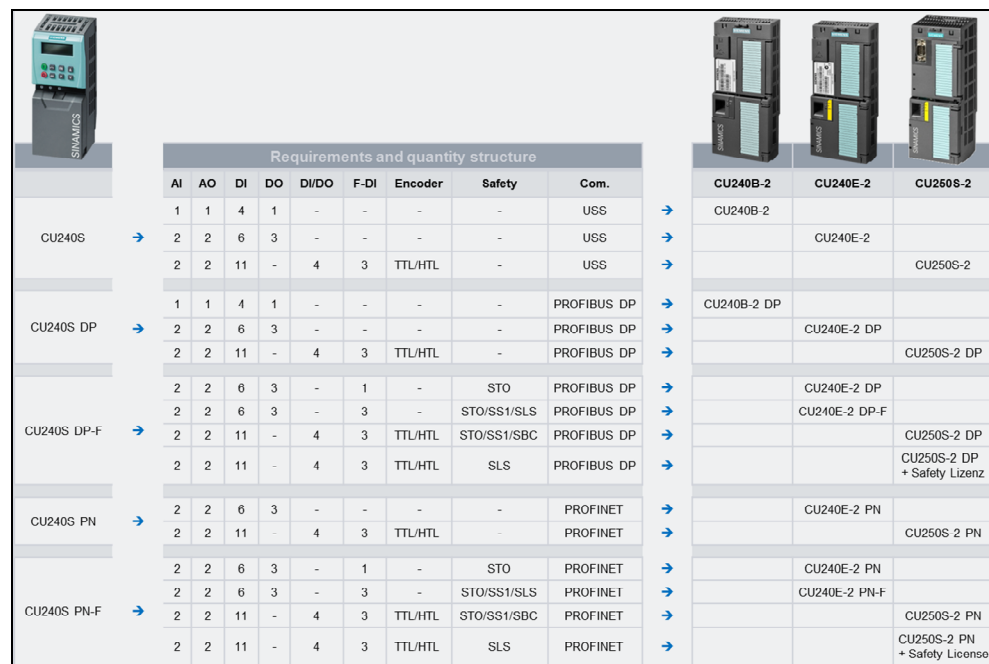 SINAMICS
SINAMICS
SINAMICS
SINAMICS
Requirements and quantity structure
AI AO DI DO DI/DO F-DI Encoder Safety Com. CU240B-2 CU240E-2 CU250S-2
1 1 4 1 - - - - USS → CU240B-2
CU240S → 2 2 6 3 - - - - USS → CU240E-2
2 2 11 - 4 3 TTL/HTL - USS → CU250S-2
1 1 4 1 - - - - PROFIBUS DP → CU240B-2 DP
CU240S DP → 2 2 6 3 - - - - PROFIBUS DP → CU240E-2 DP
2 2 11 - 4 3 TTL/HTL - PROFIBUS DP → CU250S-2 DP
2 2 6 3 - 1 - STO PROFIBUS DP → CU240E-2 DP
2 2 6 3 - 3 - STO/SS1/SLS PROFIBUS DP → CU240E-2 DP-F
CU240S DP-F → 2 2 11 - 4 3 TTL/HTL STO/SS1/SBC PROFIBUS DP → CU250S-2 DP
2 2 11 - 4 3 TTL/HTL SLS PROFIBUS DP → CU250S-2 DP
+ Safety Lizenz
2 2 6 3 - - - - PROFINET → CU240E-2 PN
CU240S PN → 2 2 11 - 4 3 TTL/HTL - PROFINET → CU250S-2 PN
2 2 6 3 - 1 - STO PROFINET → CU240E-2 PN
2 2 6 3 - 3 - STO/SS1/SLS PROFINET → CU240E-2 PN-F
CU240S PN-F → 2 2 11 - 4 3 TTL/HTL STO/SS1/SBC PROFINET → CU250S-2 PN
2 2 11 - 4 3 TTL/HTL SLS PROFINET → CU250S-2 PN
+ Safety License